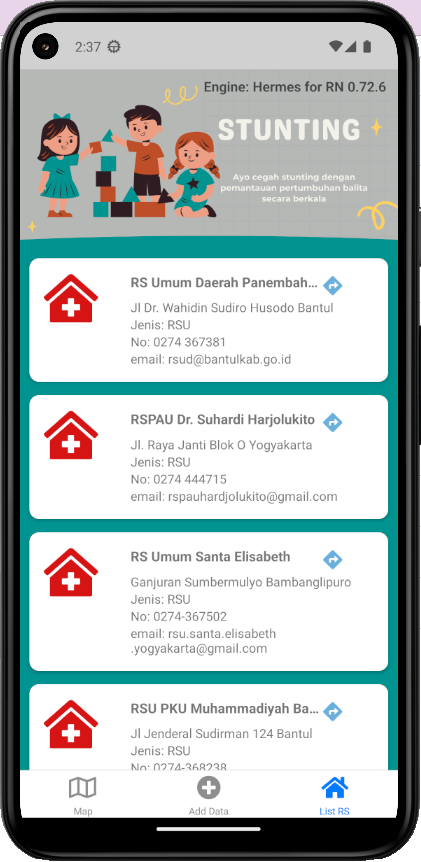 2:37
Engine: Hermes for RN 0.72.6
STUNTING
Ayo cegah stunting dengan
pemantauan pertumbuhan balita
secara berkala
RS Umum Daerah Panembah...
Jl Dr. Wahidin Sudiro Husodo Bantul
Jenis: RSU
No: 0274 367381
email: rsud@bantulkab.go.id
RSPAU Dr. Suhardi Harjolukito
Jl. Raya Janti Blok O Yogyakarta
Jenis: RSU
No: 0274 444715
email: rspauhardjolukito@gmail.com
RS Umum Santa Elisabeth
Ganjuran Sumbermulyo Bambanglipuro
Jenis: RSU
No: 0274-367502
email: rsu.santa.elisabeth
.yogyakarta@gmail.com
RSU PKU Muhammadiyah Ba...
Jl Jenderal Sudirman 124 Bantul
Jenis: RSU
No: 0274-368238
Map
Add Data
List RS